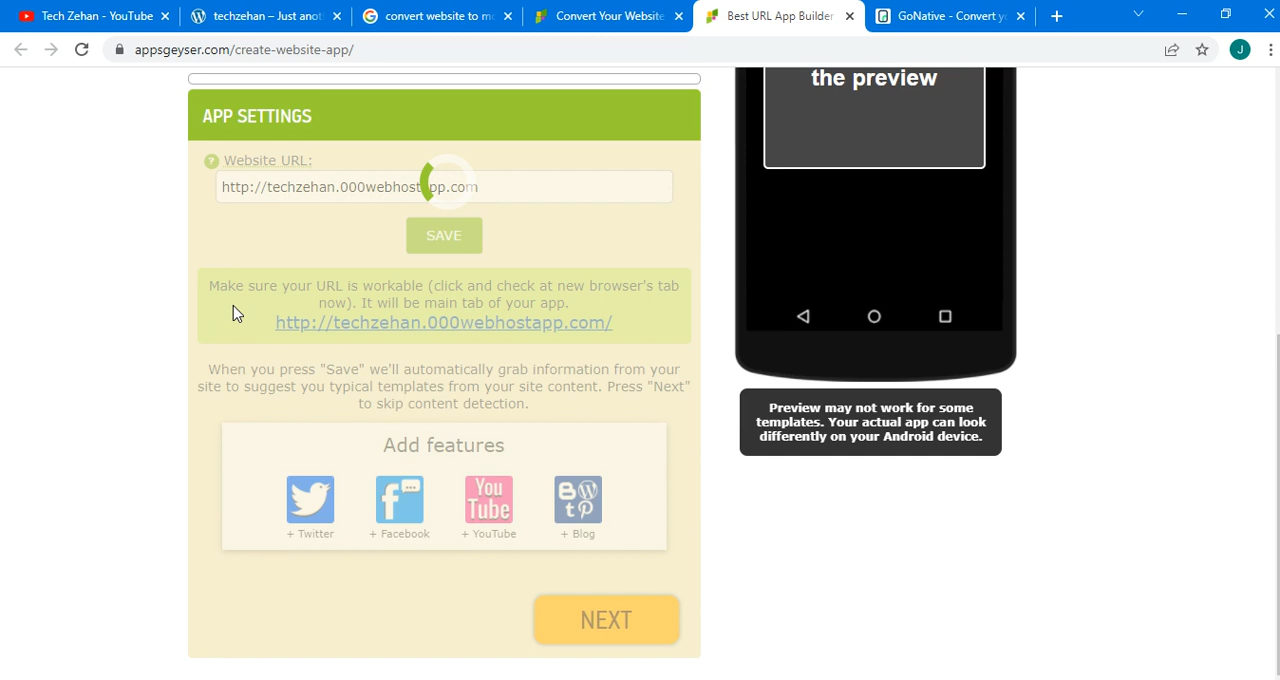 Tech Zehan - YouTube
techzehan – Just anot
convert website to mo
Convert Your Website
Best URL App Builder
GoNative - Convert yo
appsgeyser.com/create-website-app/
J
the preview
APP SETTINGS
? Website URL:
http://techzehan.000webhostapp.com
SAVE
Make sure your URL is workable (click and check at new browser's tab
now). It will be main tab of your app.
http://techzehan.000webhostapp.com/
When you press "Save" we'll automatically grab information from your
site to suggest you typical templates from your site content. Press "Next"
to skip content detection.
Add features
You
Tube
+ Twitter
+ Facebook
+ YouTube
+ Blog
NEXT
Preview may not work for some
templates. Your actual app can look
differently on your Android device.